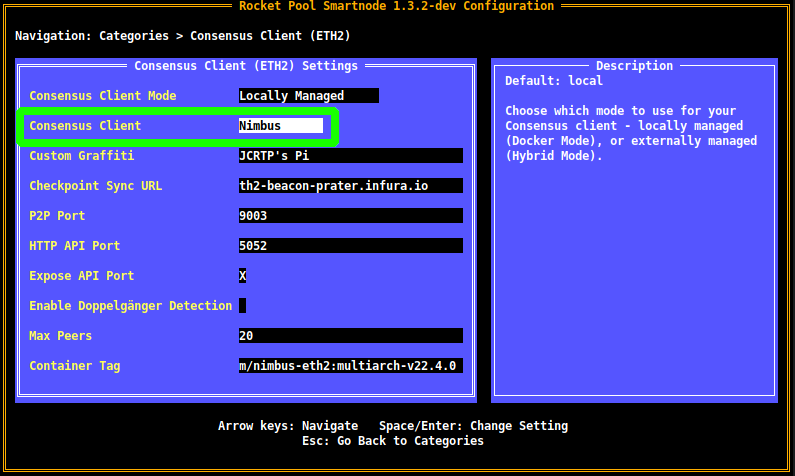 Rocket Pool Smartnode 1.3.2-dev Configuration
Navigation: Categories > Consensus Client (ETH2)
Consensus Client (ETH2) Settings
Consensus Client Mode Locally Managed
Consensus Client Nimbus
Custom Graffiti JCRTP's Pi
Checkpoint Sync URL th2-beacon-prater.infura.io
P2P Port 9003
HTTP API Port 5052
Expose API Port X
Enable Doppelgänger Detection
Max Peers 20
Container Tag m/nimbus-eth2:multiarch-v22.4.0
Description
Default: local
Choose which mode to use for your
Consensus client - locally managed
(Docker Mode), or externally managed
(Hybrid Mode).
Arrow keys: Navigate Space/Enter: Change Setting
Esc: Go Back to Categories